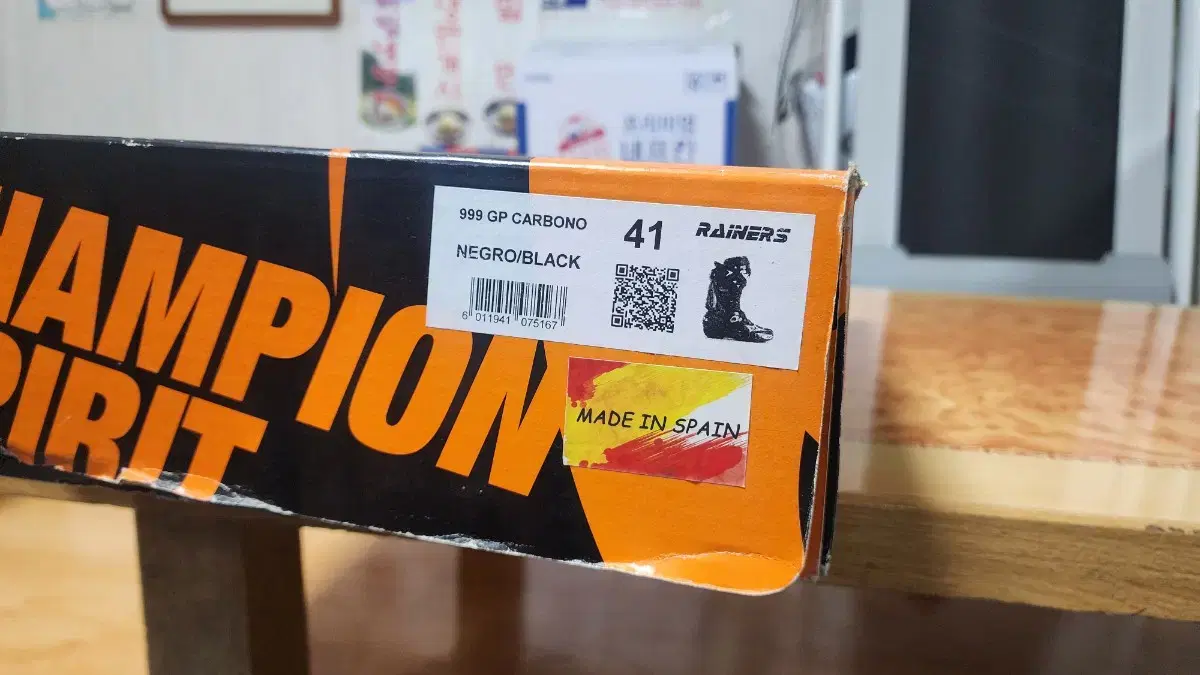 999 GP CARBONO
41
RAINERS
NEGRO/BLACK
6 011941 075167
HAMPION
PIRIT
MADE IN SPAIN